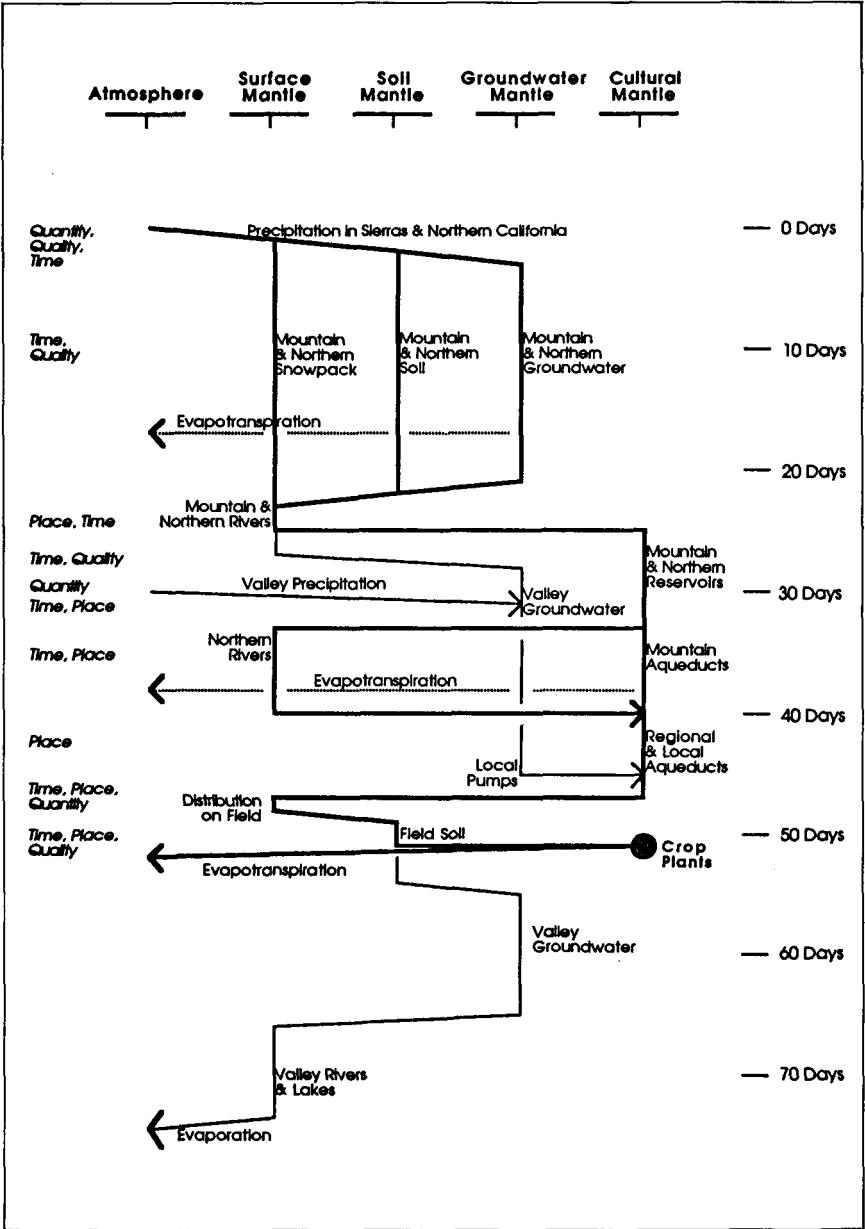 Atmosphere
Surface
Mantle
Soil
Mantle
Groundwater
Mantle
Cultural
Mantle
Quantity,
Quality,
Time
Precipitation in Sierras & Northern California
0 Days
Time,
Quality
Mountain
& Northern
Snowpack
Mountain
& Northern
Soil
Mountain
& Northern
Groundwater
10 Days
Evapotranspiration
20 Days
Mountain &
Northern Rivers
Place, Time
Time, Quality
Mountain
& Northern
Reservoirs
Quantity
Time, Place
Valley Precipitation
Valley
Groundwater
30 Days
Time, Place
Northern
Rivers
Mountain
Aqueducts
Evapotranspiration
40 Days
Place
Regional
& Local
Aqueducts
Local
Pumps
Time, Place,
Quantity
Distribution
on Field
Time, Place,
Quality
Field Soil
50 Days
Crop
Plants
Evapotranspiration
Valley
Groundwater
60 Days
Valley Rivers
& Lakes
70 Days
Evaporation